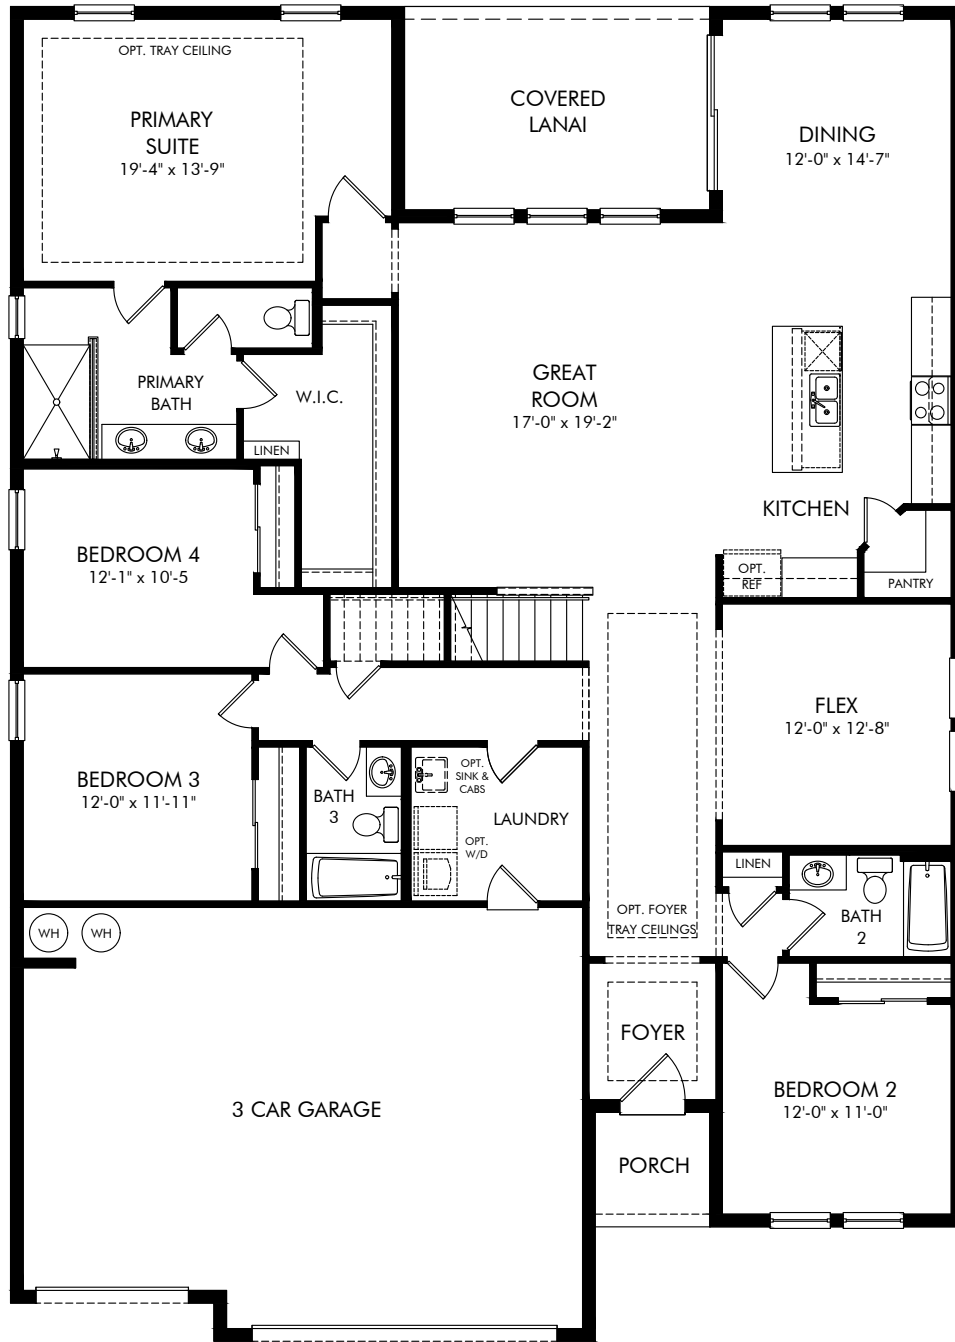 OPT. TRAY CEILING
PRIMARY
SUITE
19'-4" x 13'-9"
COVERED
LANAI
DINING
12'-0" x 14'-7"
PRIMARY
BATH
W.I.C.
LINEN
GREAT
ROOM
17'-0" x 19'-2"
KITCHEN
OPT.
REF
PANTRY
BEDROOM 4
12'-1" x 10'-5
FLEX
12'-0" x 12'-8"
BEDROOM 3
12'-0" x 11'-11"
BATH
3
OPT.
SINK &
CABS
OPT.
W/D
LAUNDRY
LINEN
BATH
2
WH
WH
OPT. FOYER
TRAY CEILINGS
FOYER
3 CAR GARAGE
BEDROOM 2
12'-0" x 11'-0"
PORCH